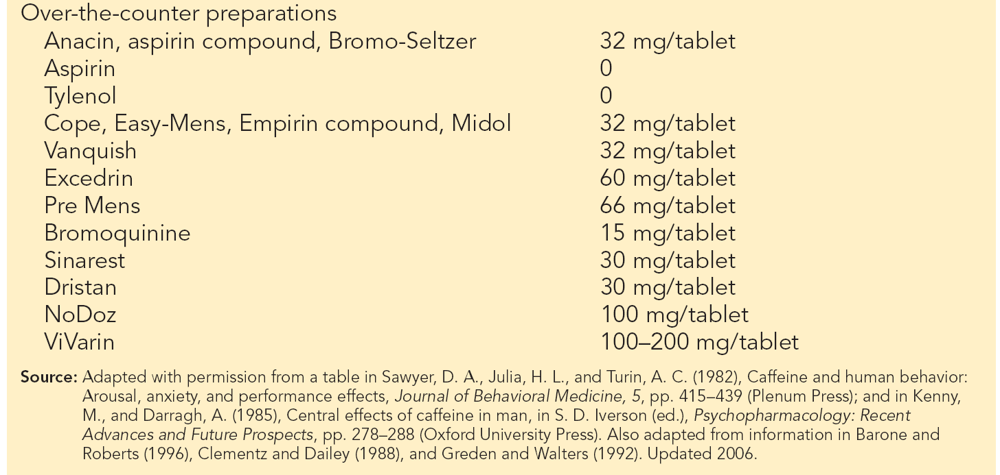 Over-the-counter preparations
Anacin, aspirin compound, Bromo-Seltzer 32 mg/tablet
Aspirin 0
Tylenol 0
Cope, Easy-Mens, Empirin compound, Midol 32 mg/tablet
Vanquish 32 mg/tablet
Excedrin 60 mg/tablet
Pre Mens 66 mg/tablet
Bromoquinine 15 mg/tablet
Sinarest 30 mg/tablet
Dristan 30 mg/tablet
NoDoz 100 mg/tablet
ViVarin 100–200 mg/tablet
Source: Adapted with permission from a table in Sawyer, D. A., Julia, H. L., and Turin, A. C. (1982), Caffeine and human behavior:
Arousal, anxiety, and performance effects, Journal of Behavioral Medicine, 5, pp. 415–439 (Plenum Press); and in Kenny,
M., and Darragh, A. (1985), Central effects of caffeine in man, in S. D. Iverson (ed.), Psychopharmacology: Recent
Advances and Future Prospects, pp. 278–288 (Oxford University Press). Also adapted from information in Barone and
Roberts (1996), Clementz and Dailey (1988), and Greden and Walters (1992). Updated 2006.